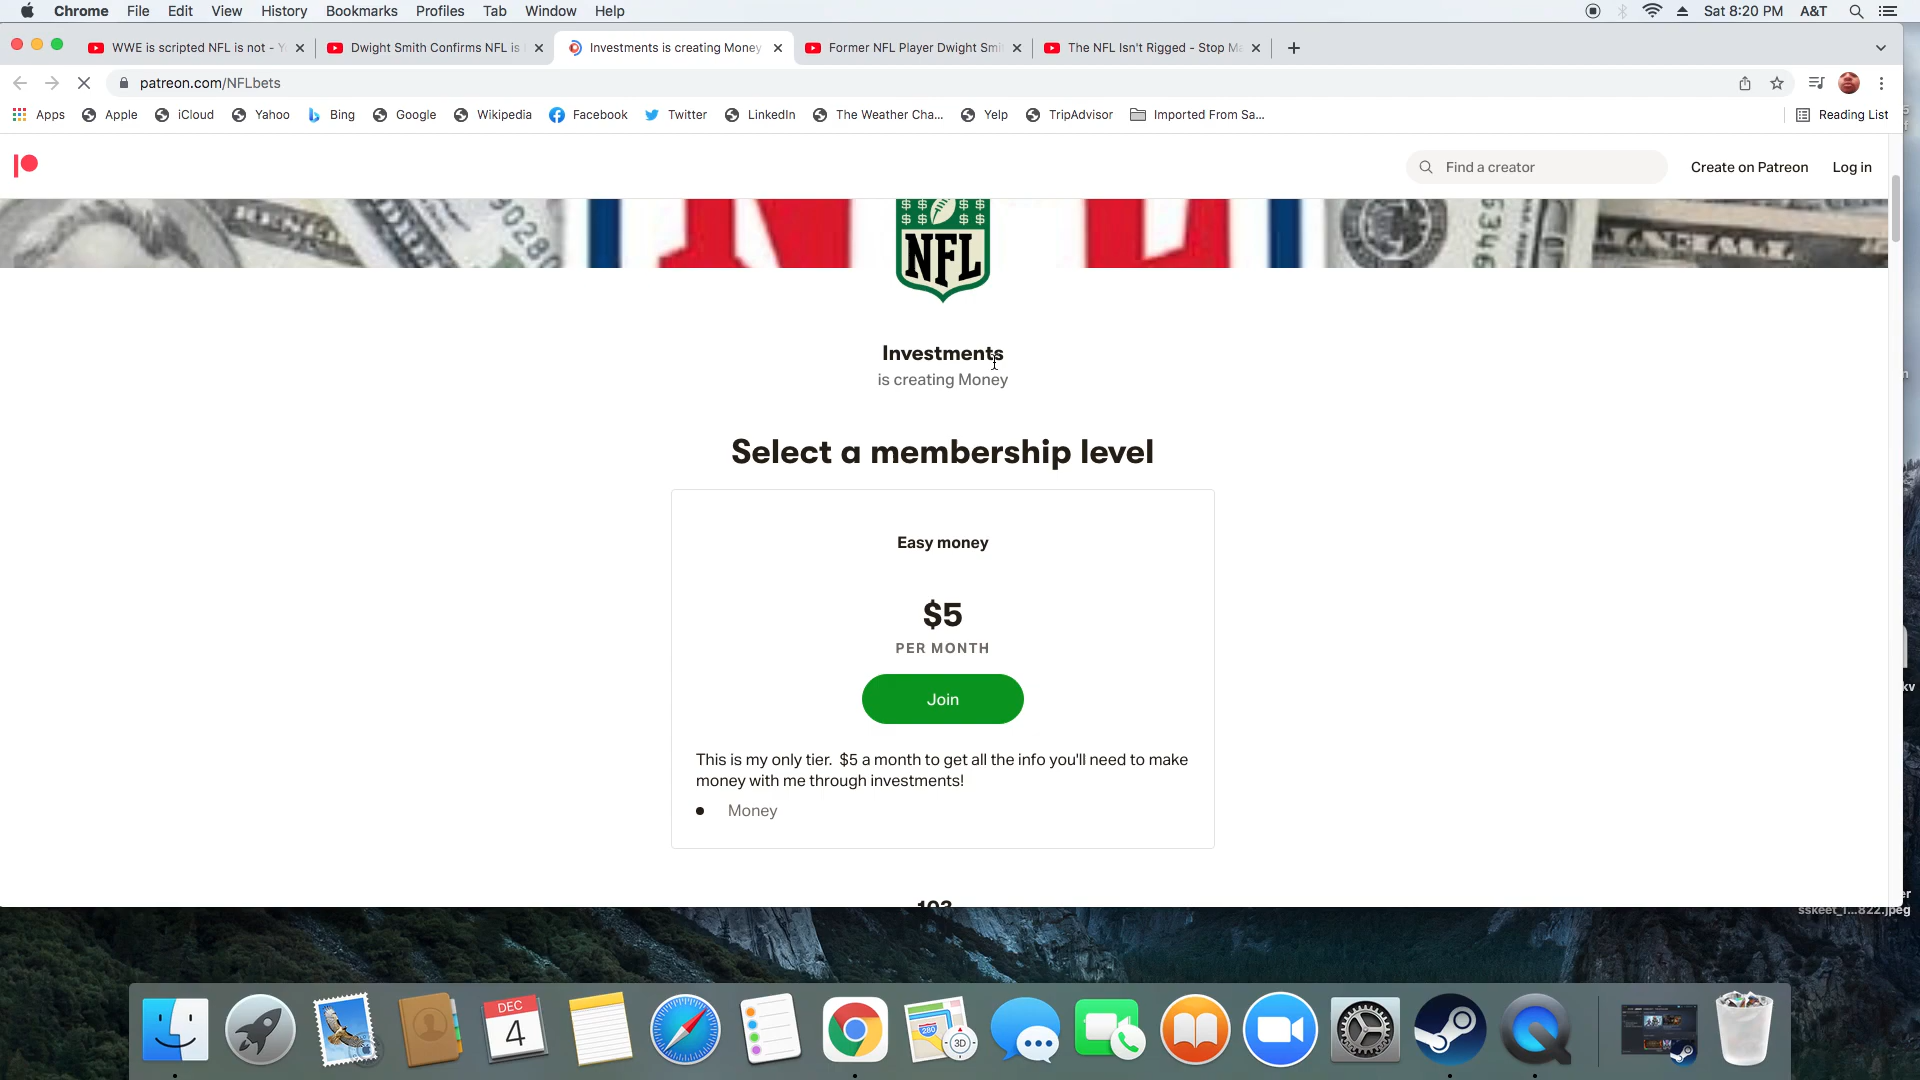 Chrome File Edit View History Bookmarks Profiles Tab Window Help Sat 8:20 PM A&T
WWE is scripted NFL is not - Dwight Smith Confirms NFL is Investments is creating Money Former NFL Player Dwight The NFL Isn't Rigged - Stop
patreon.com/NFLbets
Apps Apple iCloud Yahoo Bing Google Wikipedia Facebook Twitter LinkedIn The Weather Cha... Yelp TripAdvisor Imported From Sa... Reading List
Find a creator Create on Patreon Log in
$ $ $ $
$ $ $ $
NFL
Investments
is creating Money
Select a membership level
Easy money
$5
PER MONTH
Join
This is my only tier. $5 a month to get all the info you'll need to make
money with me through investments!
• Money
DEC
4
280
3D